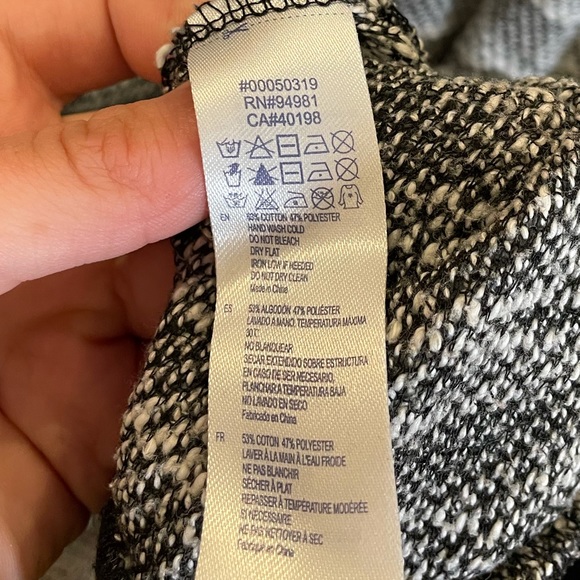 #00050319
RN#94981
CA#40198
EN 53% COTTON 47% POLYESTER
HAND WASH COLD
DO NOT BLEACH
DRY FLAT
IRON LOW IF NEEDED
DO NOT DRY CLEAN
Made in China
ES 53% ALGODÓN 47% POLIÉSTER
LAVADO A MANO, TEMPERATURA MÁXIMA
30°C
NO BLANQUEAR
SECAR EXTENDIDO SOBRE ESTRUCTURA
EN CASO DE SER NECESARIO,
PLANCHAR A TEMPERATURA BAJA
NO LAVADO EN SECO
Fabricado en China
FR 53% COTON 47% POLYESTER
LAVER À LA MAIN À L'EAU FROIDE
NE PAS BLANCHIR
SÉCHER À PLAT
REPASSER À TEMPÉRATURE MODÉRÉE
SI NÉCESSAIRE
NE PAS NETTOYER À SEC
Fabriqué en Chine